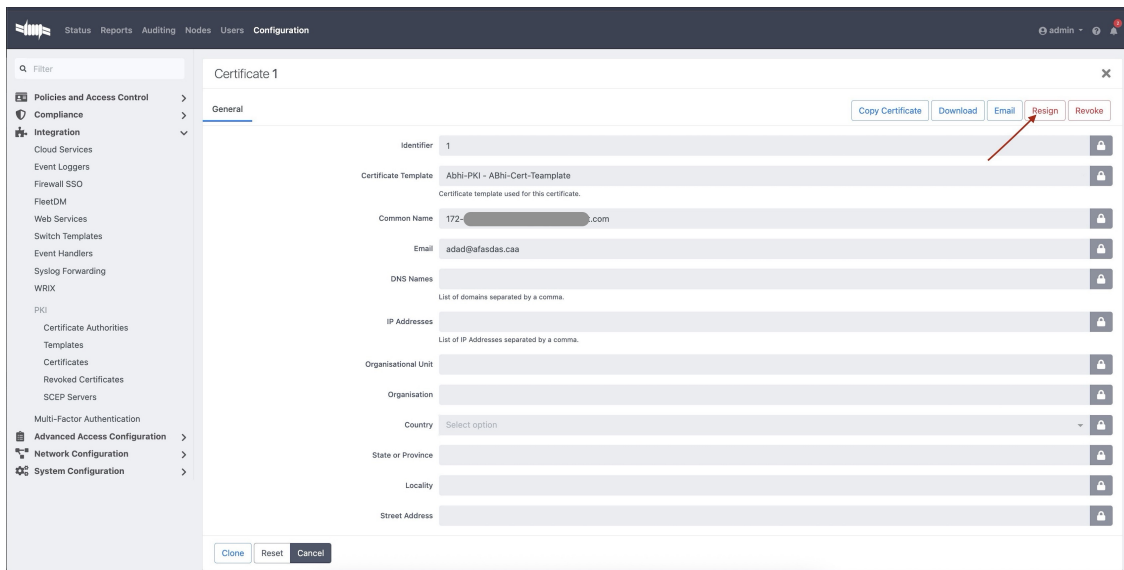 Status Reports Auditing Nodes Users Configuration admin
Filter
Policies and Access Control
Compliance
Integration
Cloud Services
Event Loggers
Firewall SSO
FleetDM
Web Services
Switch Templates
Event Handlers
Syslog Forwarding
WRIX
PKI
Certificate Authorities
Templates
Certificates
Revoked Certificates
SCEP Servers
Multi-Factor Authentication
Advanced Access Configuration
Network Configuration
System Configuration
Certificate 1
General
Copy Certificate Download Email Resign Revoke
Identifier 1
Certificate Template Abhi-PKI - ABhi-Cert-Teamplate
Certificate template used for this certificate.
Common Name 172- .com
Email adad@afasdas.caa
DNS Names
List of domains separated by a comma.
IP Addresses
List of IP Addresses separated by a comma.
Organisational Unit
Organisation
Country Select option
State or Province
Locality
Street Address
Clone Reset Cancel